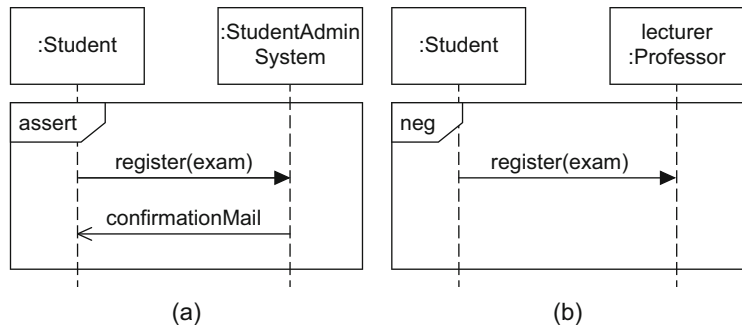 :Student
:StudentAdmin
System
assert
register(exam)
confirmationMail
(a)
:Student
lecturer
:Professor
neg
register(exam)
(b)